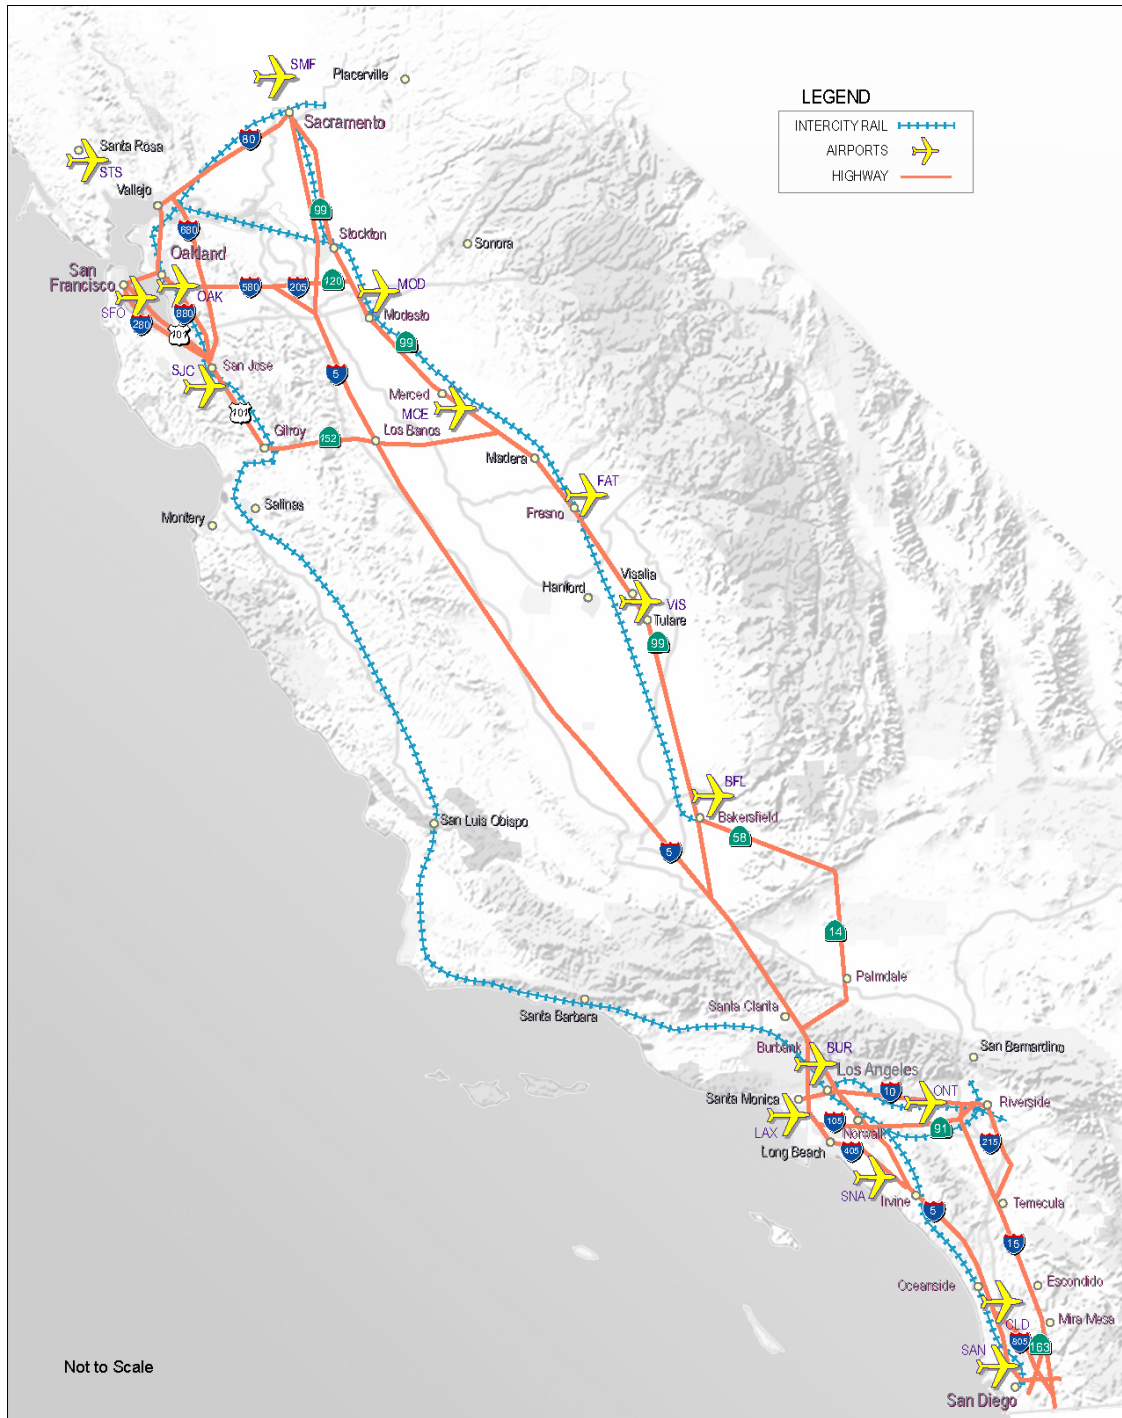 SMF
Placerville
LEGEND
INTERCITY RAIL
AIRPORTS
HIGHWAY
Sacramento
80
Santa Rosa
STS
Vallejo
99
680
Stockton
Sonora
Oakland
San
Francisco
OAK
580
205
120
MOD
SFO
280
880
101
Modesto
99
San Jose
SJC
5
Merced
MCE
101
Gilroy
152
Los Banos
Madera
FAT
Salinas
Fresno
Montery
Visalia
Hanford
VIS
Tulare
99
BFL
San Luis Obispo
Bakersfield
58
5
14
Palmdale
Santa Clarita
Santa Barbara
Burbank
BUR
San Bernardino
Los Angeles
Santa Monica
10
ONT
Riverside
LAX
105
Norwalk
91
215
Long Beach
405
SNA
Irvine
5
Temecula
15
Oceanside
Escondido
CLD
Mira Mesa
805
163
SAN
San Diego
Not to Scale